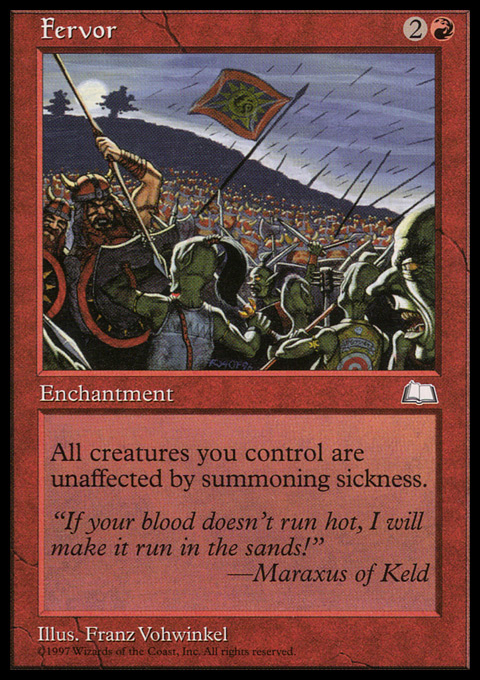 Fervor
2
Enchantment
All creatures you control are
unaffected by summoning sickness.
“If your blood doesn’t run hot, I will
make it run in the sands!”
—Maraxus of Keld
Illus. Franz Vohwinkel
©1997 Wizards of the Coast, Inc. All rights reserved.